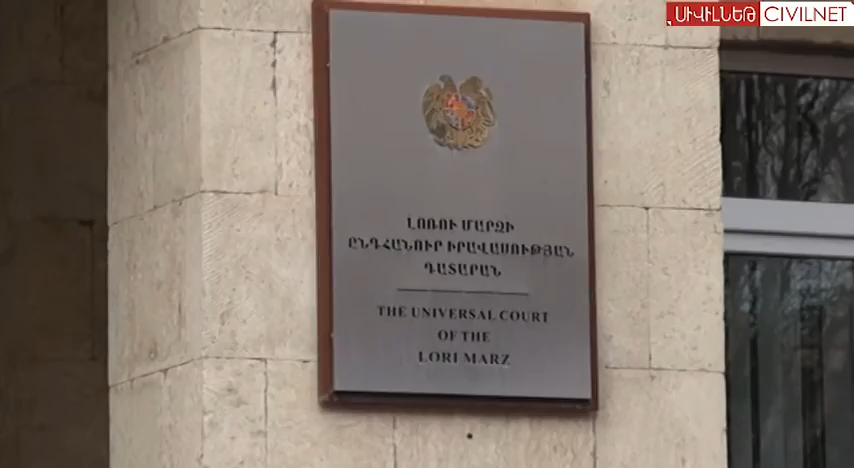 ՍԻՎԻԼՆԵԹ CIVILNET
ԼՈՌՈՒ ՄԱՐԶԻ
ԸՆԴՀԱՆՈՒՐ ԻՐԱՎԱՍՈՒԹՅԱՆ
ԴԱՏԱՐԱՆ
THE UNIVERSAL COURT
OF THE
LORI MARZ